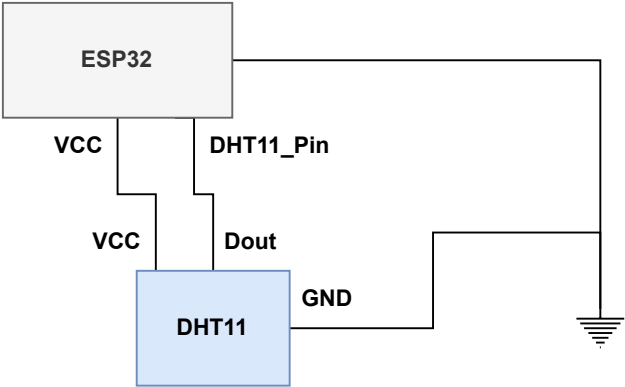 ESP32
VCC
DHT11_Pin
VCC
Dout
GND
DHT11